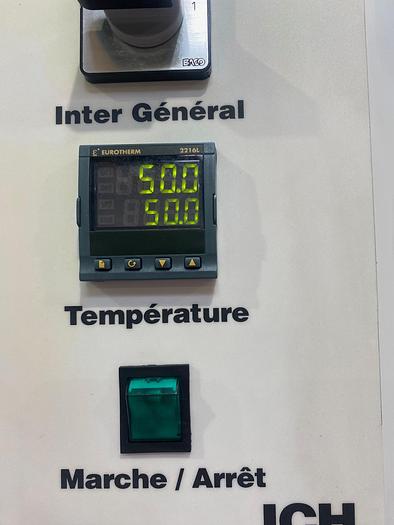 1
BACO
Inter Général
EUROTHERM 2216L
50.0
50.0
Température
Marche / Arrêt
ICH